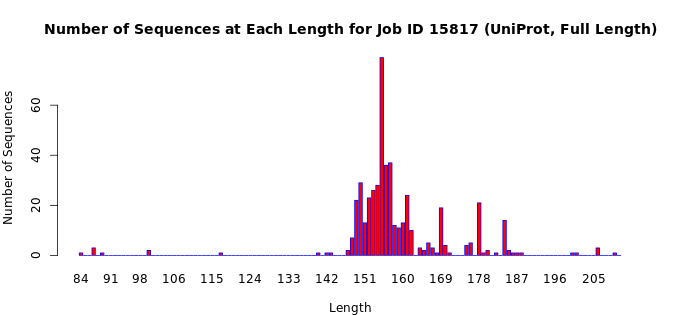 Number of Sequences at Each Length for Job ID 15817 (UniProt, Full Length)
Number of Sequences
60
40
20
0
84 91 98 106 115 124 133 142 151 160 169 178 187 196 205
Length